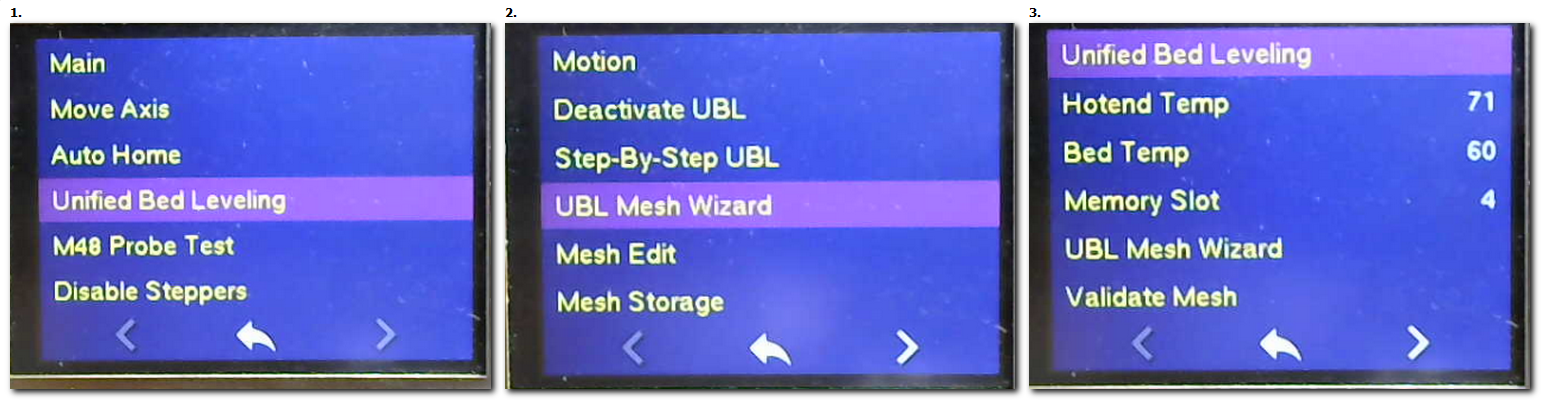 1.
Main
Move Axis
Auto Home
Unified Bed Leveling
M48 Probe Test
Disable Steppers
2.
Motion
Deactivate UBL
Step-By-Step UBL
UBL Mesh Wizard
Mesh Edit
Mesh Storage
3.
Unified Bed Leveling
Hotend Temp 71
Bed Temp 60
Memory Slot 4
UBL Mesh Wizard
Validate Mesh